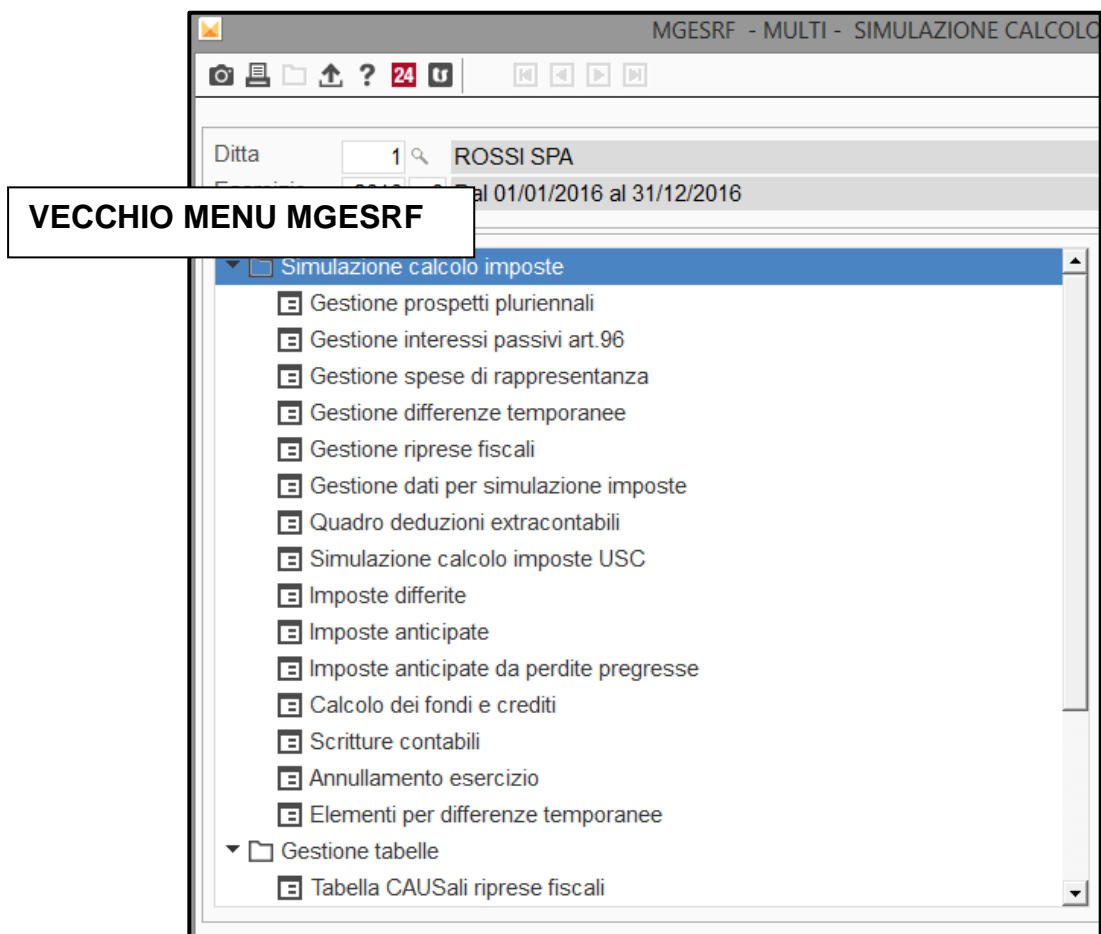 MGESRF - MULTI - SIMULAZIONE CALCOLO
? 24
Ditta 1 ROSSI SPA
al 01/01/2016 al 31/12/2016
VECCHIO MENU MGESRF
Simulazione calcolo imposte
Gestione prospetti pluriennali
Gestione interessi passivi art.96
Gestione spese di rappresentanza
Gestione differenze temporanee
Gestione riprese fiscali
Gestione dati per simulazione imposte
Quadro deduzioni extracontabili
Simulazione calcolo imposte USC
Imposte differite
Imposte anticipate
Imposte anticipate da perdite pregresse
Calcolo dei fondi e crediti
Scritture contabili
Annullamento esercizio
Elementi per differenze temporanee
Gestione tabelle
Tabella CAUSali riprese fiscali